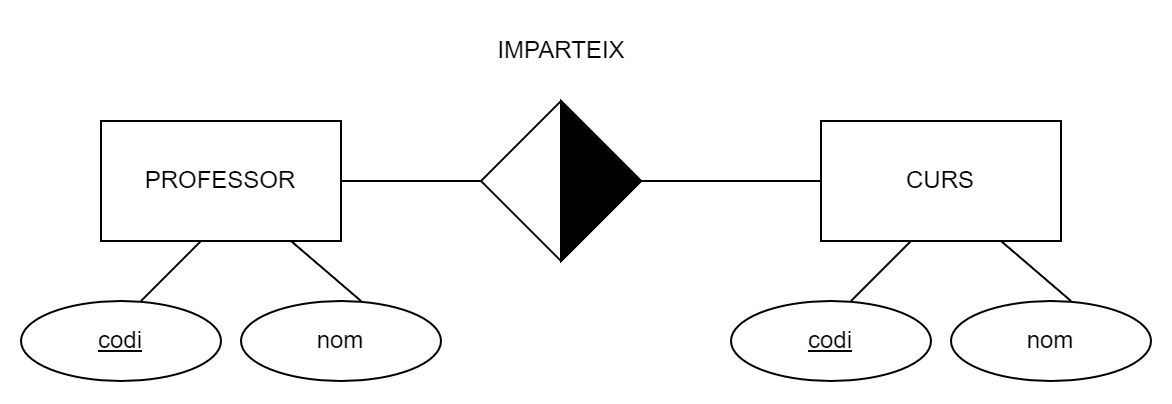 IMPARTEIX
PROFESSOR
CURS
codi
nom
codi
nom